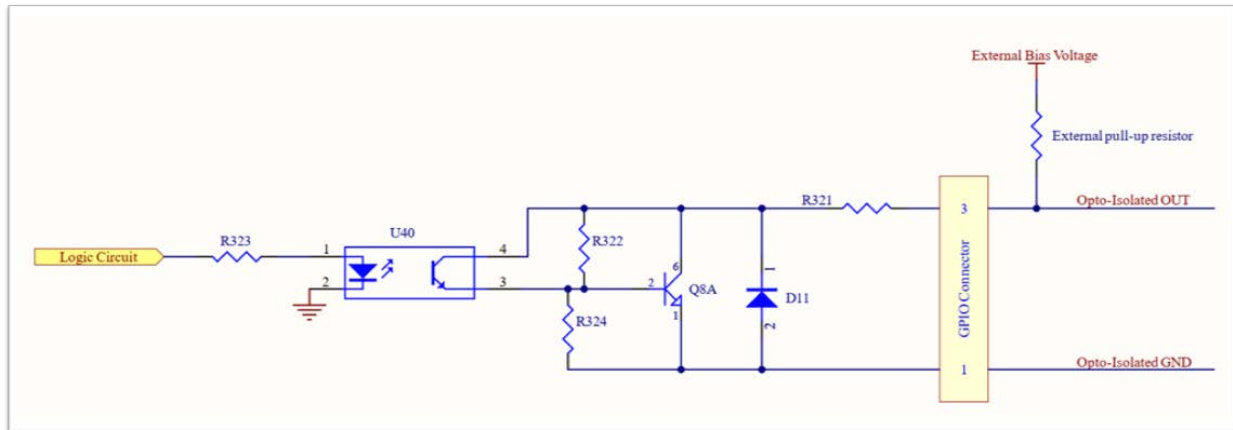 External Bias Voltage
External pull-up resistor
R321
3
Opto-Isolated OUT
U40
R323
1
4
R322
Logic Circuit
6
1
2
3
2
Q8A
D11
GPIO Connector
R324
1
2
1
Opto-Isolated GND